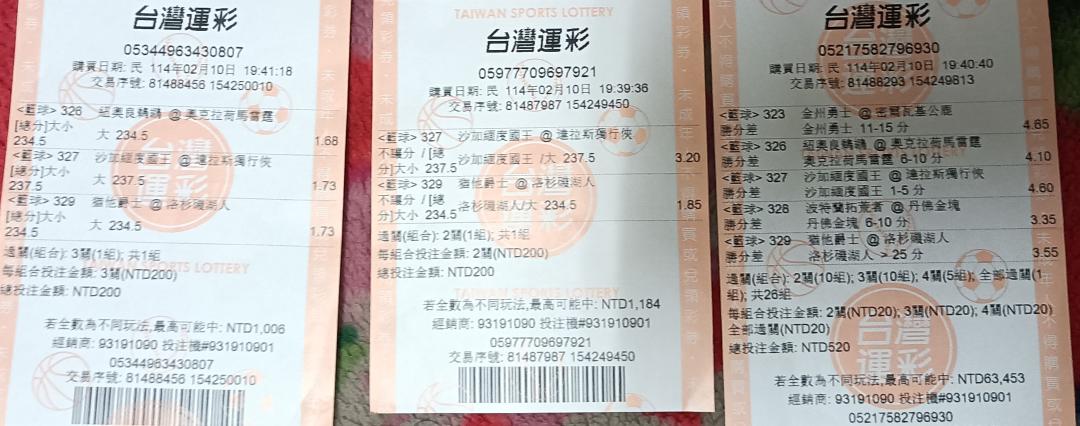 台灣運彩
05344963430807
購買日期: 民 114年02月10日 19:41:18
交易序號: 81488456 154250010
<籃球> 326 紐奧良鵜鶘 @ 奧克拉荷馬雷霆
[總分]大小 大 234.5 1.68
234.5
<籃球> 327 沙加緬度國王 @ 達拉斯獨行俠
[總分]大小 大 237.5 1.73
237.5
<籃球> 329 猶他爵士 @ 洛杉磯湖人
[總分]大小 大 234.5 1.73
234.5
過關(組合): 3關(1組); 共1組
每組合投注金額: 3關(NTD200)
總投注金額: NTD200
若全數為不同玩法,最高可能中: NTD1,006
經銷商: 93191090 投注機#931910901
05344963430807
交易序號: 81488456 154250010
TAIWAN SPORTS LOTTERY
台灣運彩
05977709697921
購買日期: 民 114年02月10日 19:39:36
交易序號: 81487987 154249450
<籃球> 327 沙加緬度國王 @ 達拉斯獨行俠
不讓分 / [總 沙加緬度國王 /大 237.5 3.20
分]大小 237.5
<籃球> 329 猶他爵士 @ 洛杉磯湖人
不讓分 / [總 洛杉磯湖人/大 234.5 1.85
分]大小 234.5
過關(組合): 2關(1組); 共1組
每組合投注金額: 2關(NTD200)
總投注金額: NTD200
若全數為不同玩法,最高可能中: NTD1,184
經銷商: 93191090 投注機#931910901
05977709697921
交易序號: 81487987 154249450
台灣運彩
05217582796930
購買日期: 民 114年02月10日 19:40:40
交易序號: 81488293 154249813
<籃球> 323 金州勇士 @ 密爾瓦基公鹿
勝分差 金州勇士 11-15 分 4.65
<籃球> 326 紐奧良鵜鶘 @ 奧克拉荷馬雷霆
勝分差 奧克拉荷馬雷霆 6-10 分 4.10
<籃球> 327 沙加緬度國王 @ 達拉斯獨行俠
勝分差 沙加緬度國王 1-5 分 4.60
<籃球> 328 波特蘭拓荒者 @ 丹佛金塊
勝分差 丹佛金塊 6-10 分 3.35
<籃球> 329 猶他爵士 @ 洛杉磯湖人
勝分差 洛杉磯湖人 > 25 分 3.55
過關(組合): 2關(10組); 3關(10組); 4關(5組); 全部過關(1
組); 共26組
每組合投注金額: 2關(NTD20); 3關(NTD20); 4關(NTD20)
全部過關(NTD20)
總投注金額: NTD520
若全數為不同玩法,最高可能中: NTD63,453
經銷商: 93191090 投注機#931910901
05217582796930